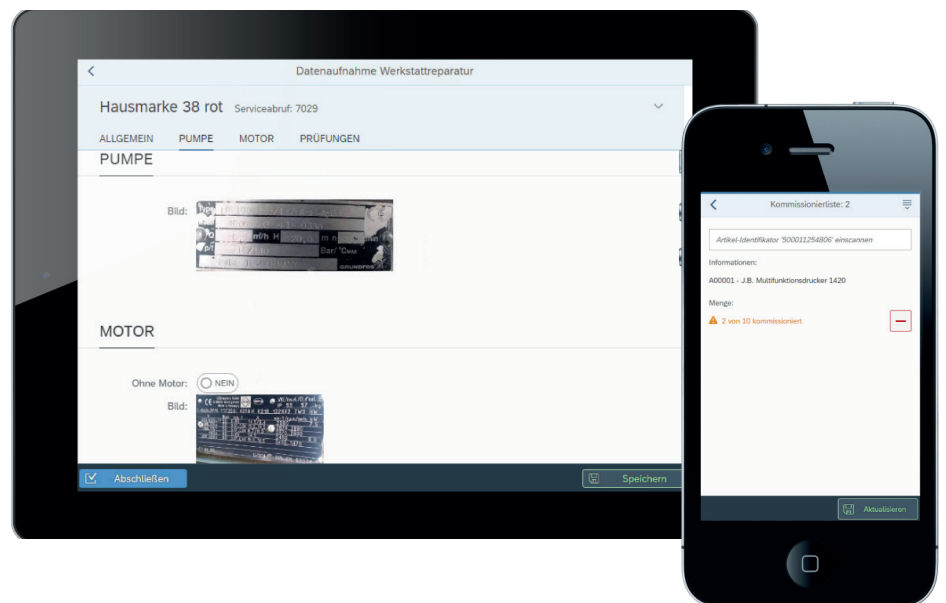 Datenaufnahme Werkstattreparatur
Hausmarke 38 rot Serviceabruf: 7029
ALLGEMEIN PUMPE MOTOR PRÜFUNGEN
PUMPE
Bild:
GRUNDFOS
MOTOR
Ohne Motor: NEIN
Bild:
Abschließen Speichern
Kommissionierliste: 2
Artikel-Identifikator '500011254806' einscannen
Informationen:
A00001 - J.B. Multifunktionsdrucker 1420
Menge:
2 von 10 kommissioniert
Aktualisieren